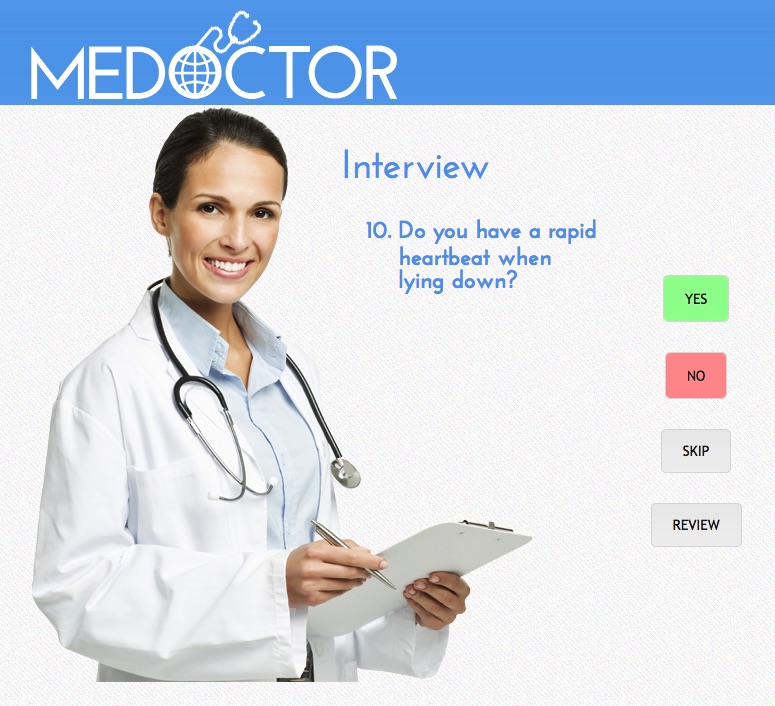 MEDOCTOR
Interview
10. Do you have a rapid
heartbeat when
lying down?
YES
NO
SKIP
REVIEW